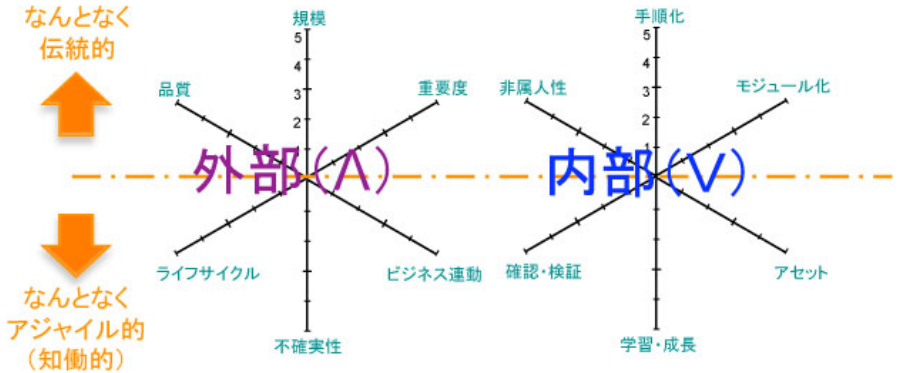 なんとなく
伝統的
規模
5
4
3
2
1
品質
重要度
外部(Λ)
ライフサイクル
ビジネス連動
不確実性
手順化
5
4
3
2
1
非属人性
モジュール化
内部(V)
確認・検証
アセット
学習・成長
なんとなく
アジャイル的
(知働的)